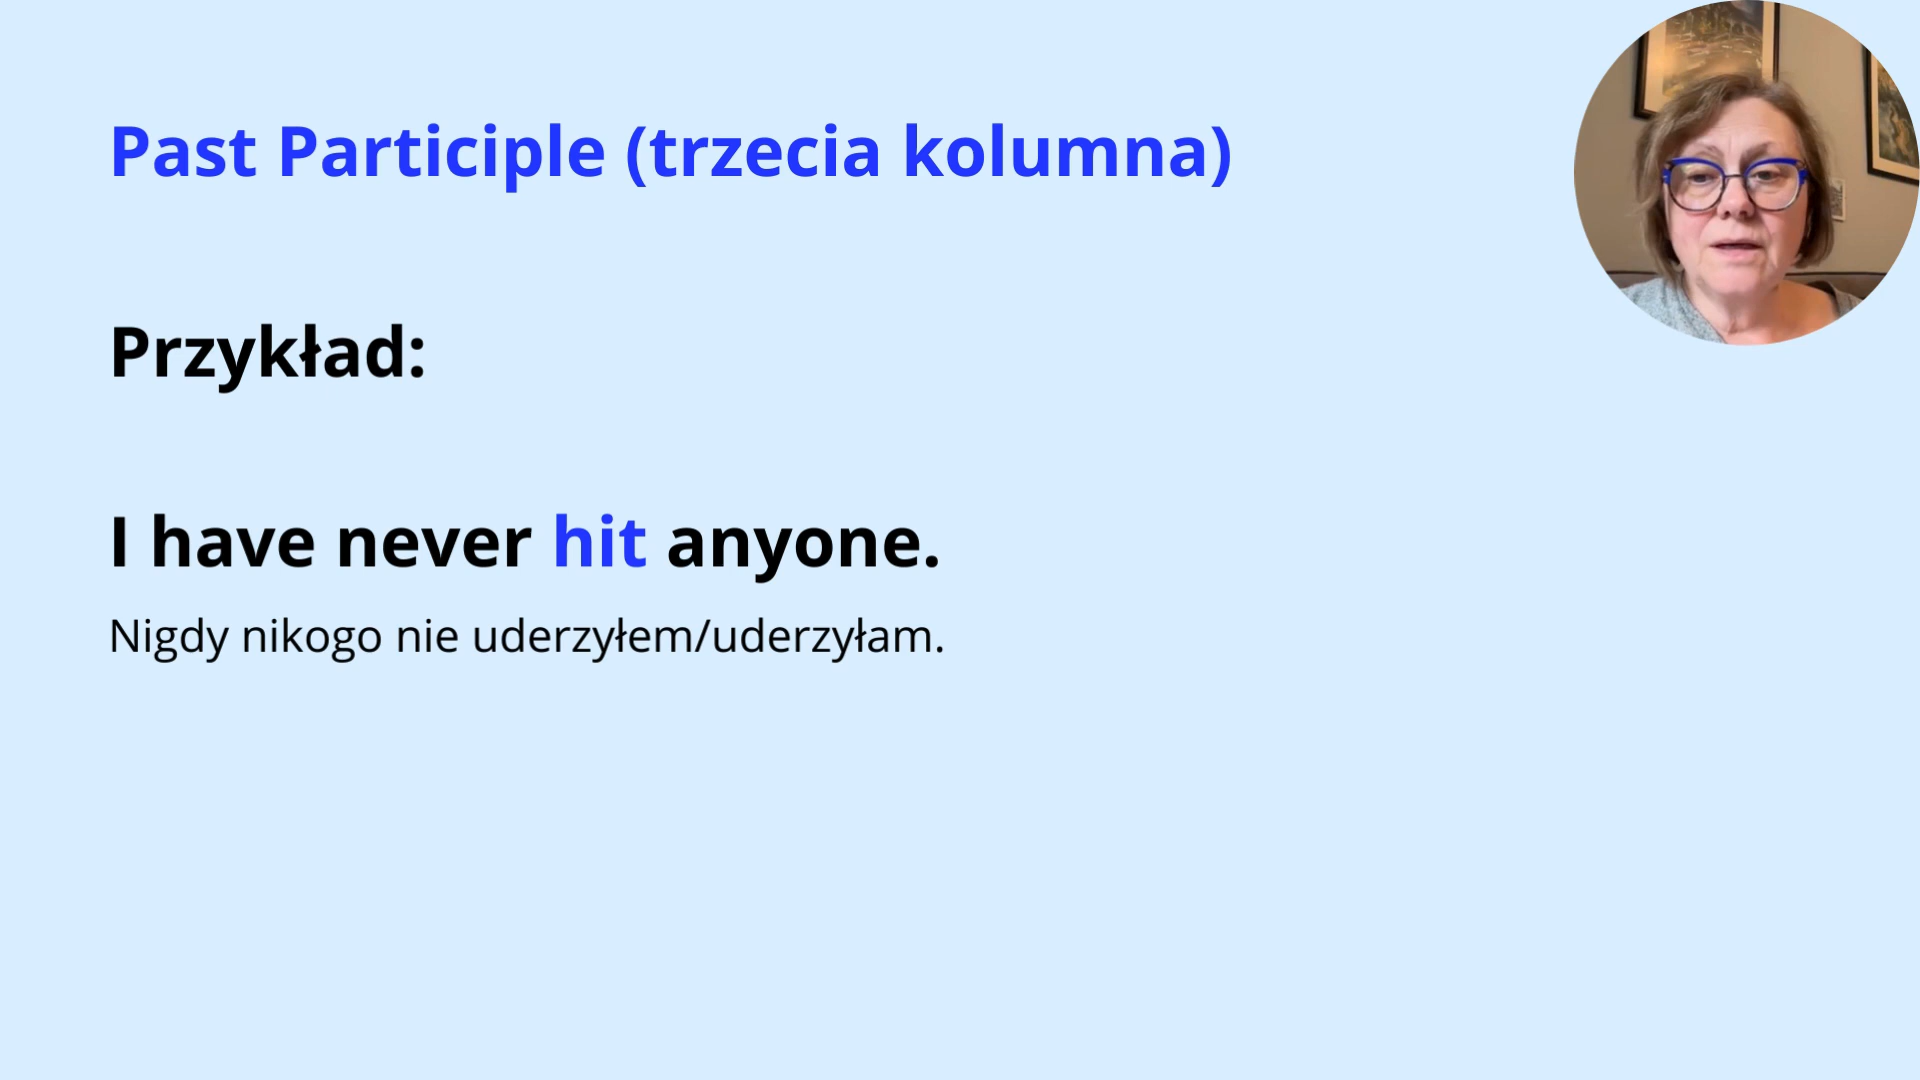 Past Participle (trzecia kolumna)
Przykład:
I have never hit anyone.
Nigdy nikogo nie uderzyłem/uderzyłam.